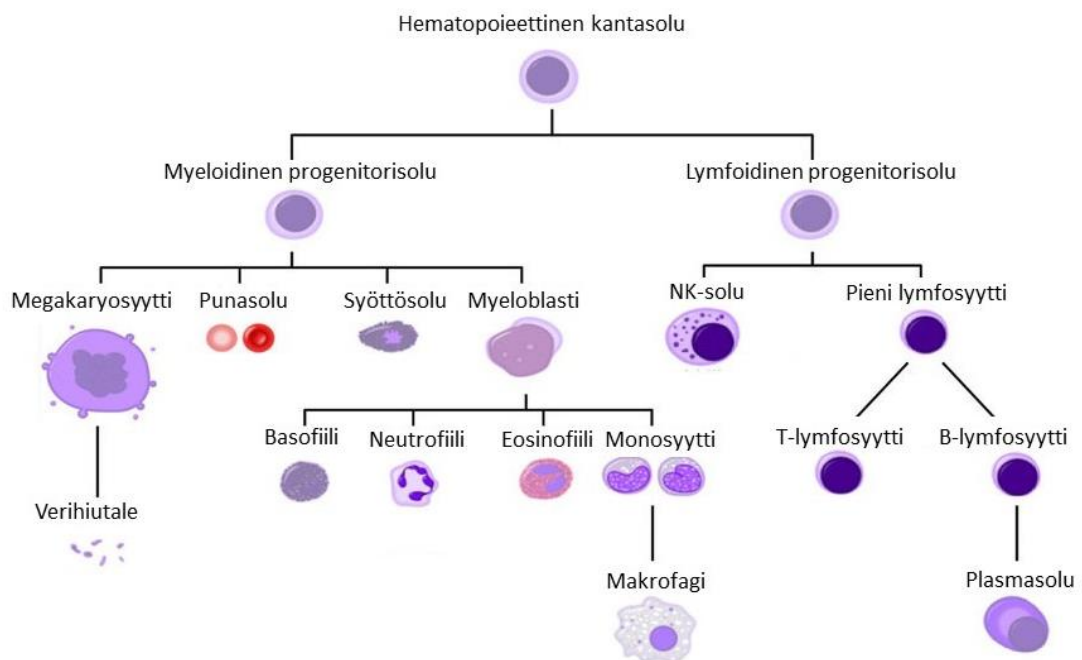 Hematopoieettinen kantasolu
Myeloidinen progenitorisolu
Lymfoidinen progenitorisolu
Megakaryosyytti
Punasolu
Syöttösolu
Myeloblasti
NK-solu
Pieni lymfosyytti
Basofiili
Neutrofiili
Eosinofiili
Monosyytti
T-lymfosyytti
B-lymfosyytti
Verihiutale
Makrofagi
Plasmasolu